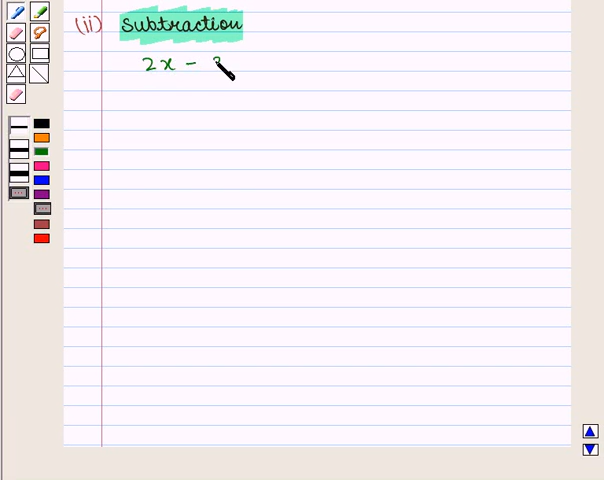 (ii) Subtraction
2x -